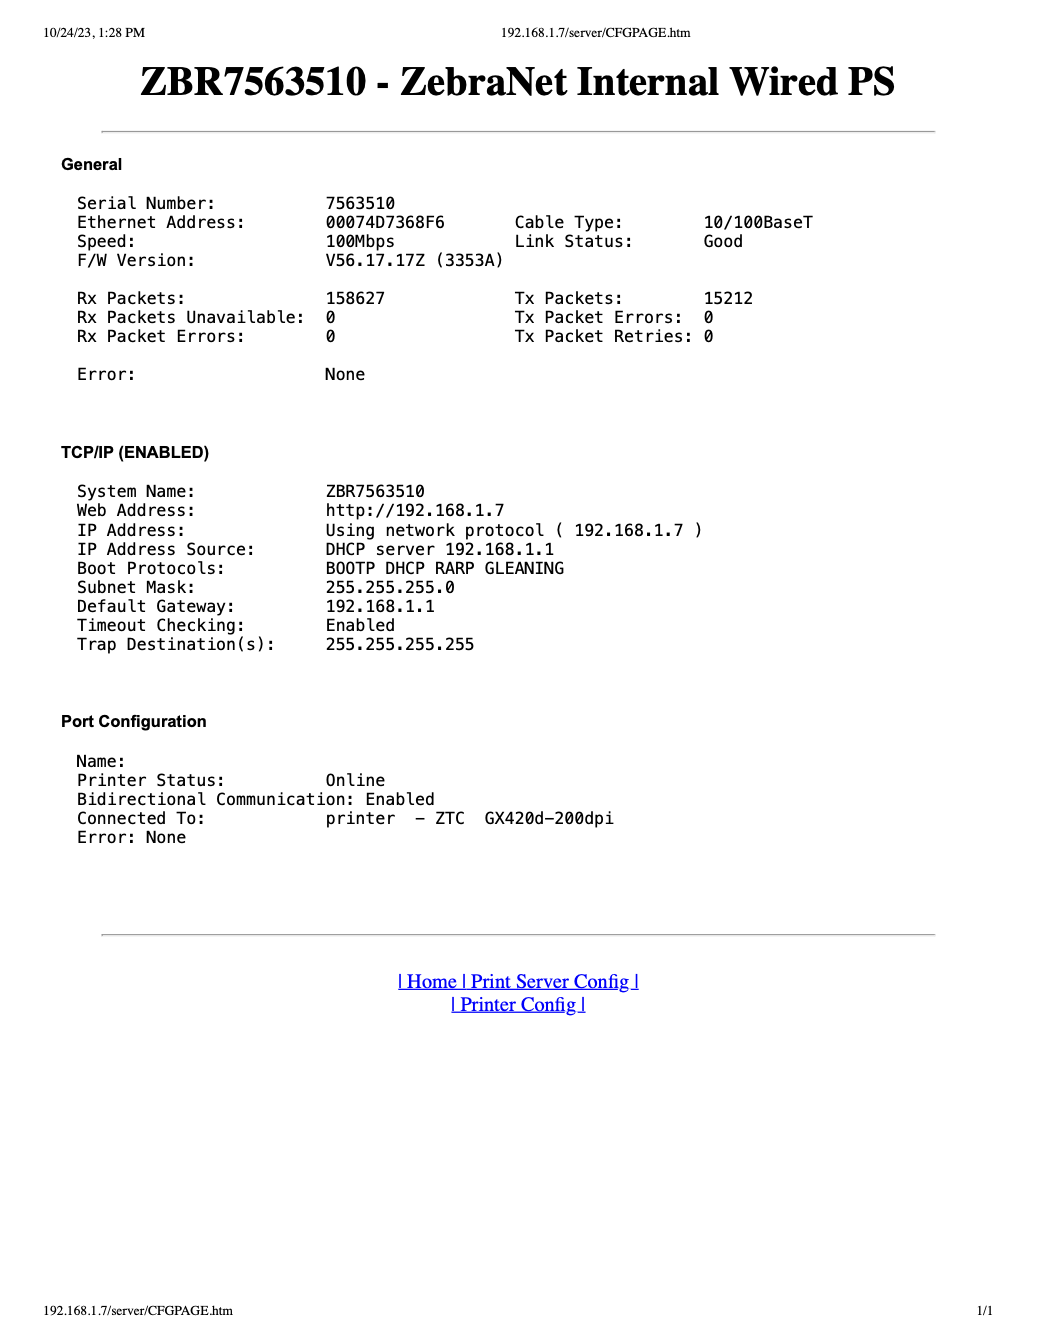 10/24/23, 1:28 PM 192.168.1.7/server/CFGPAGE.htm
ZBR7563510 - ZebraNet Internal Wired PS
General
Serial Number: 7563510
Ethernet Address: 00074D7368F6 Cable Type: 10/100BaseT
Speed: 100Mbps Link Status: Good
F/W Version: V56.17.17Z (3353A)
Rx Packets: 158627 Tx Packets: 15212
Rx Packets Unavailable: 0 Tx Packet Errors: 0
Rx Packet Errors: 0 Tx Packet Retries: 0
Error: None
TCP/IP (ENABLED)
System Name: ZBR7563510
Web Address: http://192.168.1.7
IP Address: Using network protocol ( 192.168.1.7 )
IP Address Source: DHCP server 192.168.1.1
Boot Protocols: BOOTP DHCP RARP GLEANING
Subnet Mask: 255.255.255.0
Default Gateway: 192.168.1.1
Timeout Checking: Enabled
Trap Destination(s): 255.255.255.255
Port Configuration
Name:
Printer Status: Online
Bidirectional Communication: Enabled
Connected To: printer - ZTC GX420d-200dpi
Error: None
| Home | Print Server Config |
| Printer Config |
192.168.1.7/server/CFGPAGE.htm 1/1